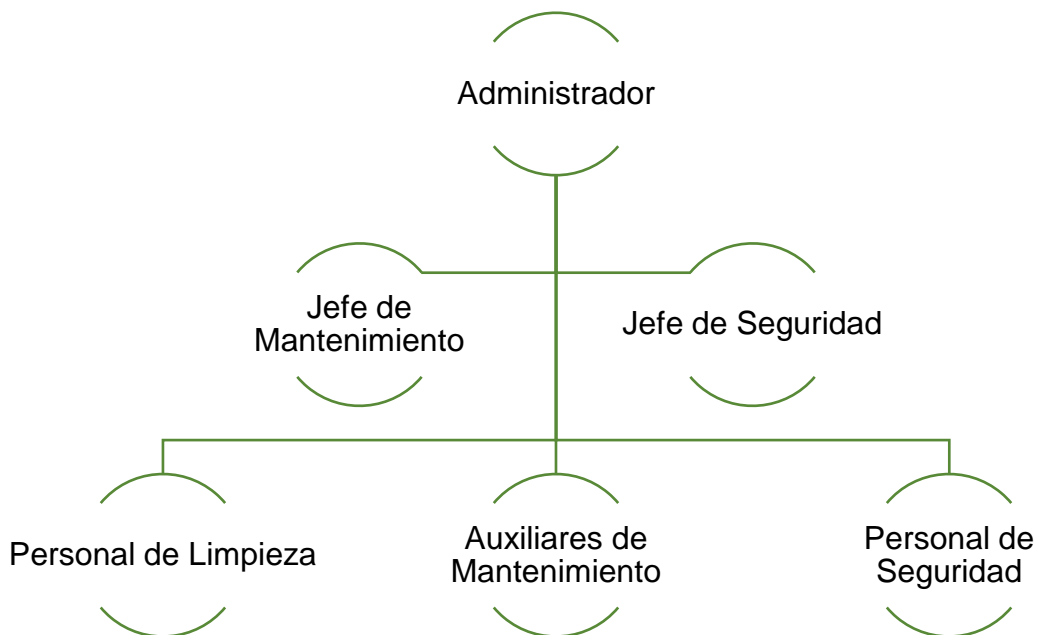 Administrador
Jefe de
Mantenimiento
Jefe de Seguridad
Personal de Limpieza
Auxiliares de
Mantenimiento
Personal de
Seguridad